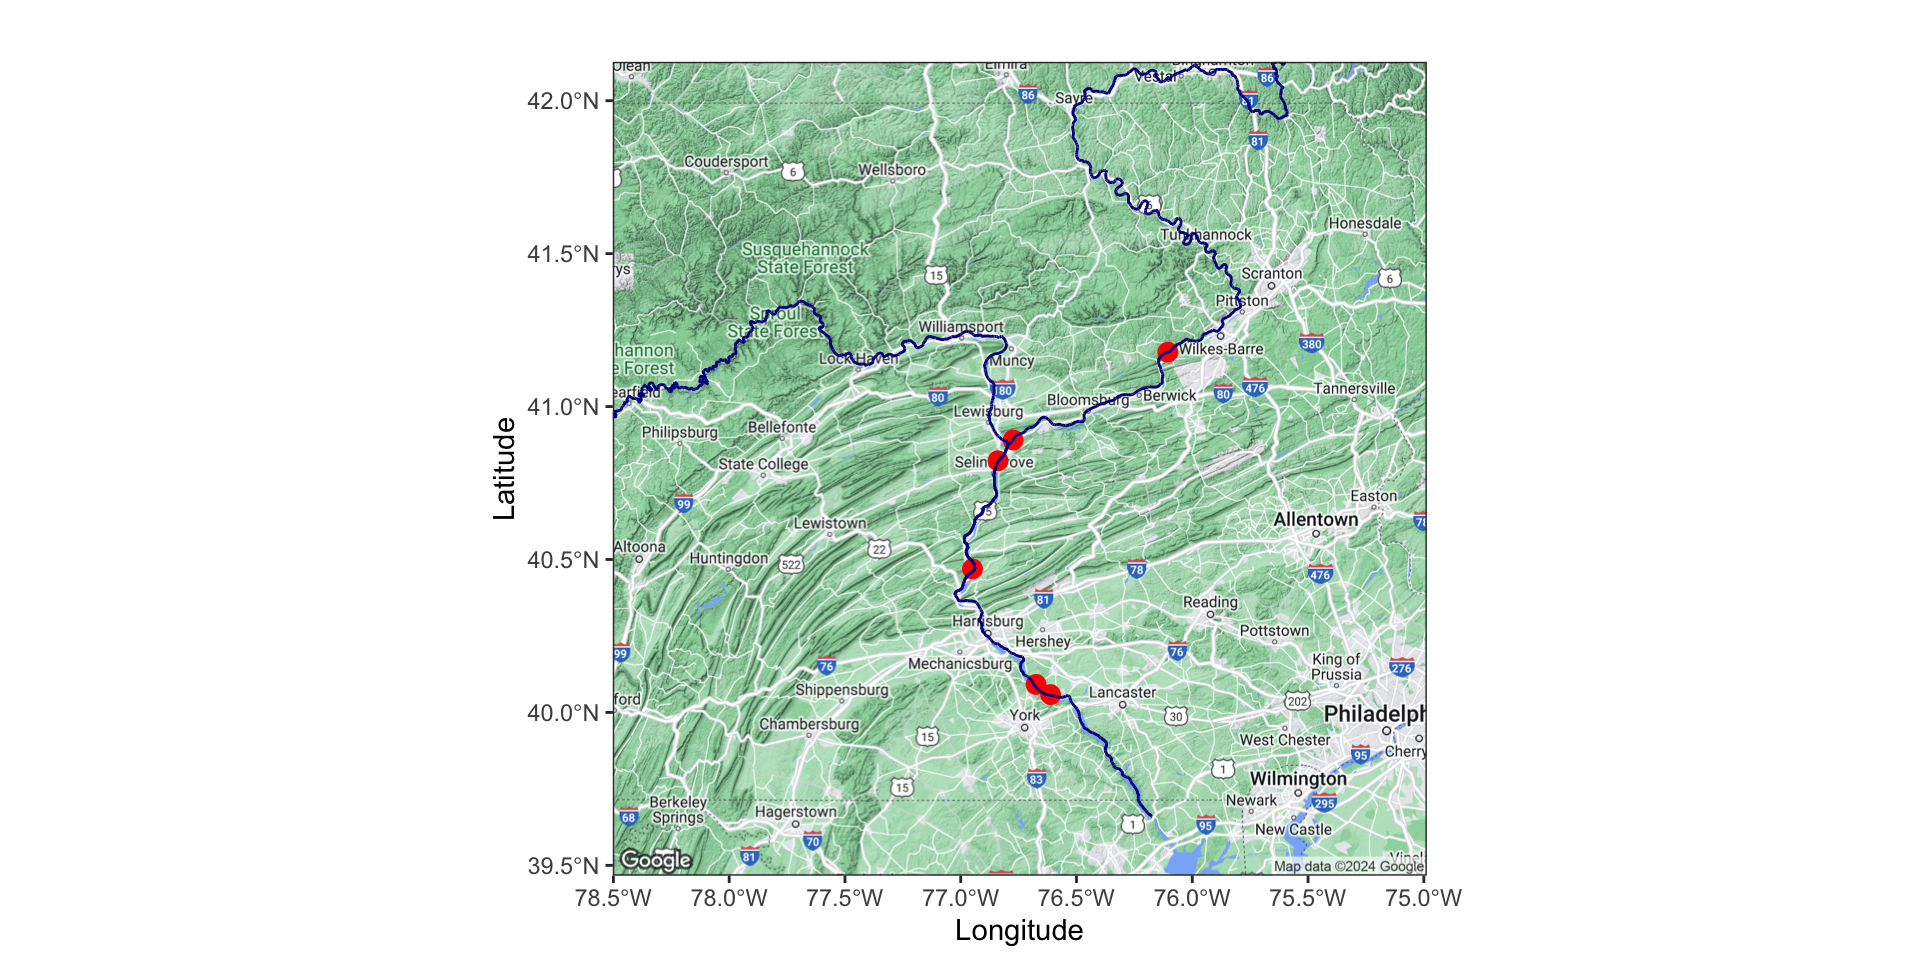 Elmira
Vestal
86
86
Sayre
42.0°N
81
81
Coudersport
6
Wellsboro
Honesdale
Susquehannock
State Forest
41.5°N
15
Scranton
6
Pittston
Sproul
State Forest
Williamsport
380
Wilkes-Barre
Lock Haven
Muncy
hannon
e Forest
earfield
80
180
80
476
Tannersville
Bloomsburg
Berwick
41.0°N
Lewisburg
Philipsburg
Bellefonte
State College
Latitude
99
Easton
Lewistown
Allentown
78
Altoona
Huntingdon
22
522
40.5°N
78
476
81
Reading
Harrisburg
Hershey
Pottstown
99
76
Mechanicsburg
76
King of
Prussia
276
Shippensburg
Lancaster
ford
202
40.0°N
York
30
Philadelph
Chambersburg
15
West Chester
Cherry
95
1
83
Wilmington
15
Berkeley
Springs
Hagerstown
Newark
295
68
1
95
New Castle
70
81
Google
Map data ©2024 Google
39.5°N
78.5°W 78.0°W 77.5°W 77.0°W 76.5°W 76.0°W 75.5°W 75.0°W
Longitude